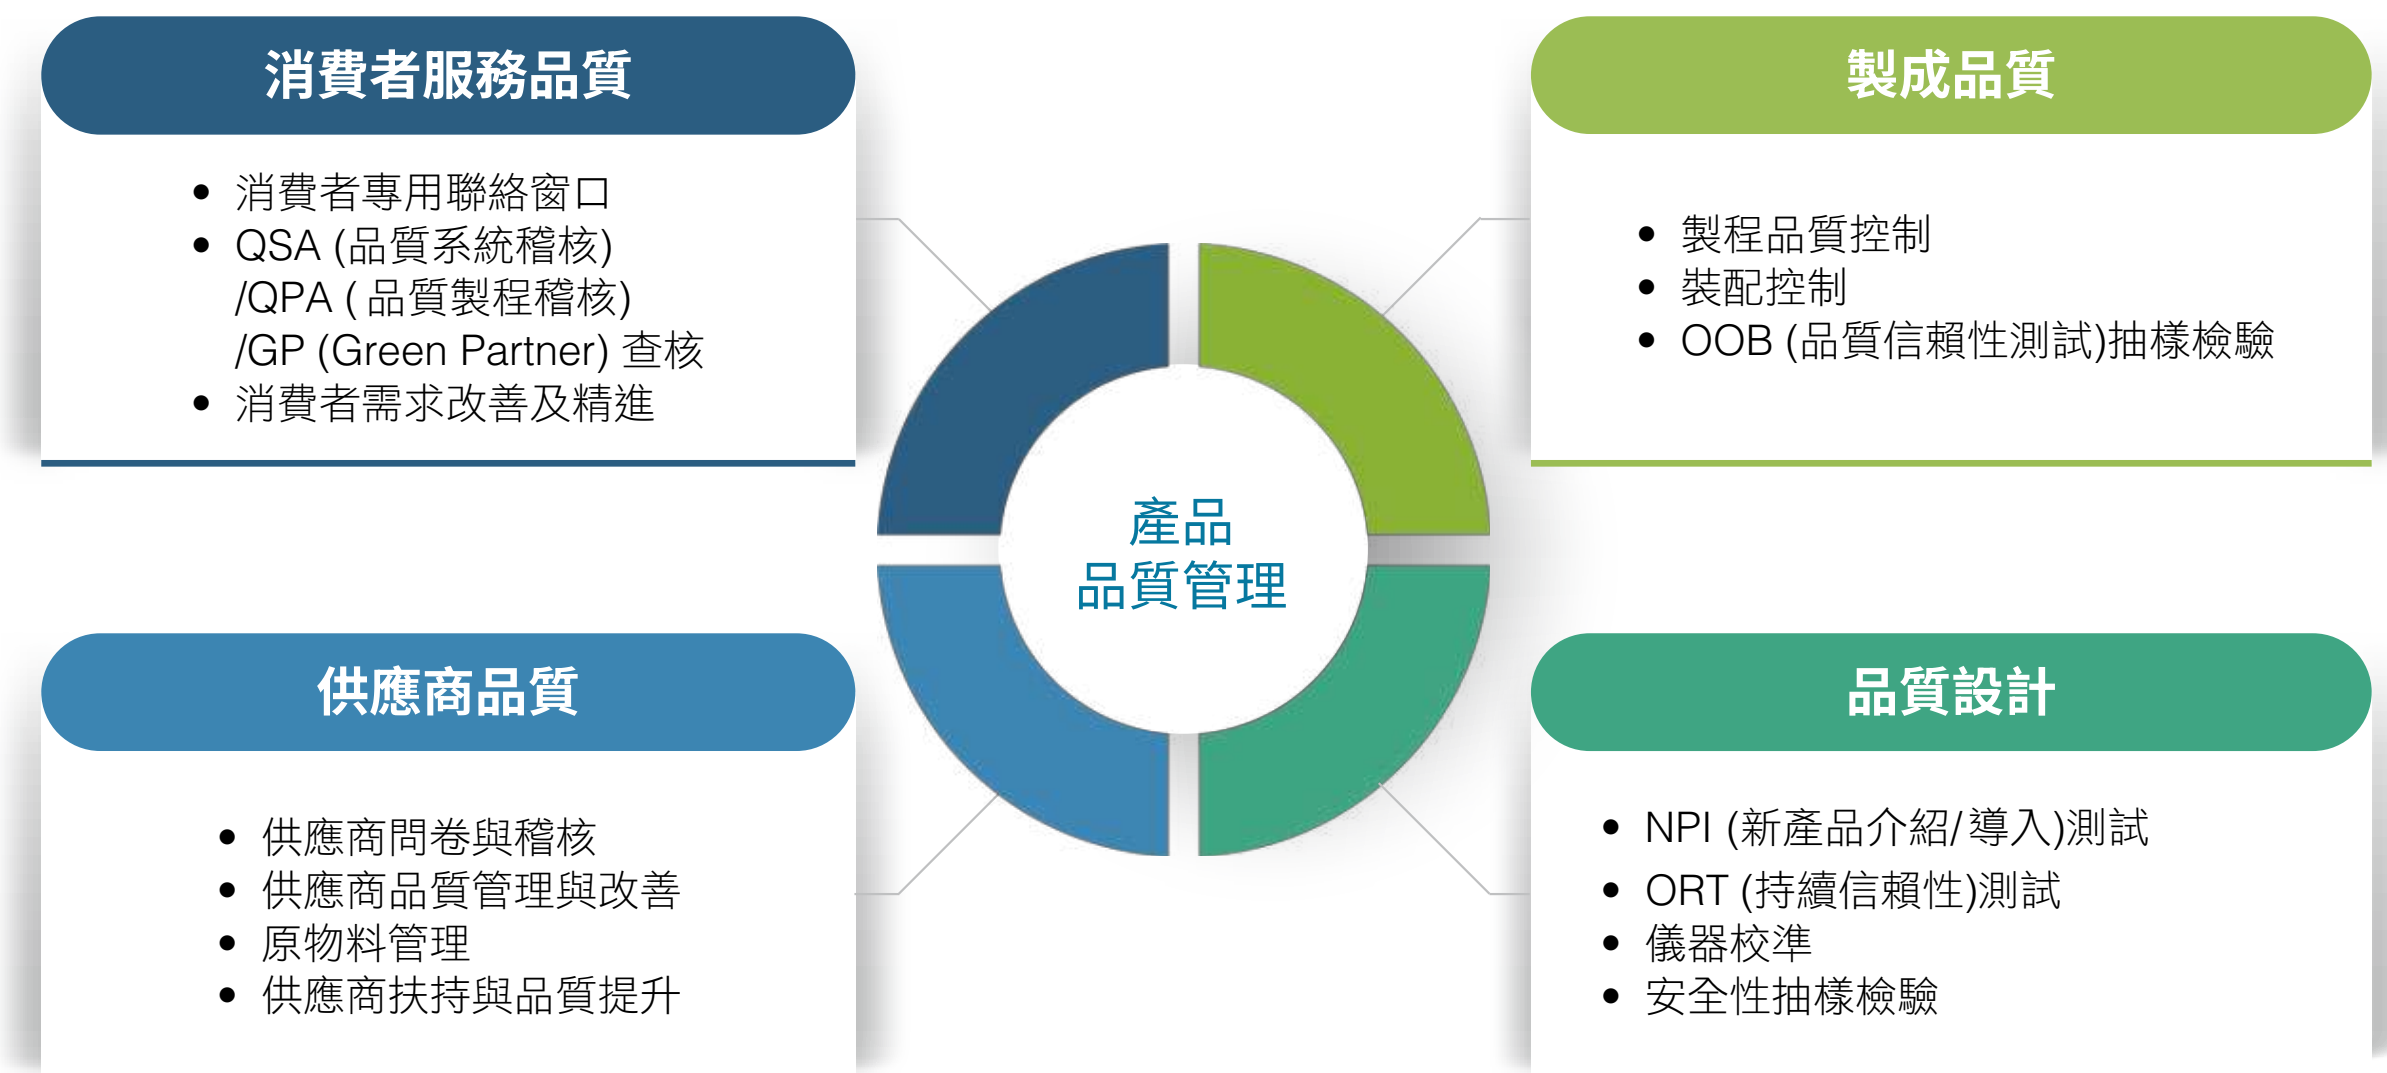 消費者服務品質
• 消費者專用聯絡窗口
• QSA (品質系統稽核)
/QPA (品質製程稽核)
/GP (Green Partner) 查核
• 消費者需求改善及精進
製成品質
• 製程品質控制
• 裝配控制
• OOB (品質信賴性測試)抽樣檢驗
產品
品質管理
供應商品質
• 供應商問卷與稽核
• 供應商品質管理與改善
• 原物料管理
• 供應商扶持與品質提升
品質設計
• NPI (新產品介紹/導入)測試
• ORT (持續信賴性)測試
• 儀器校準
• 安全性抽樣檢驗